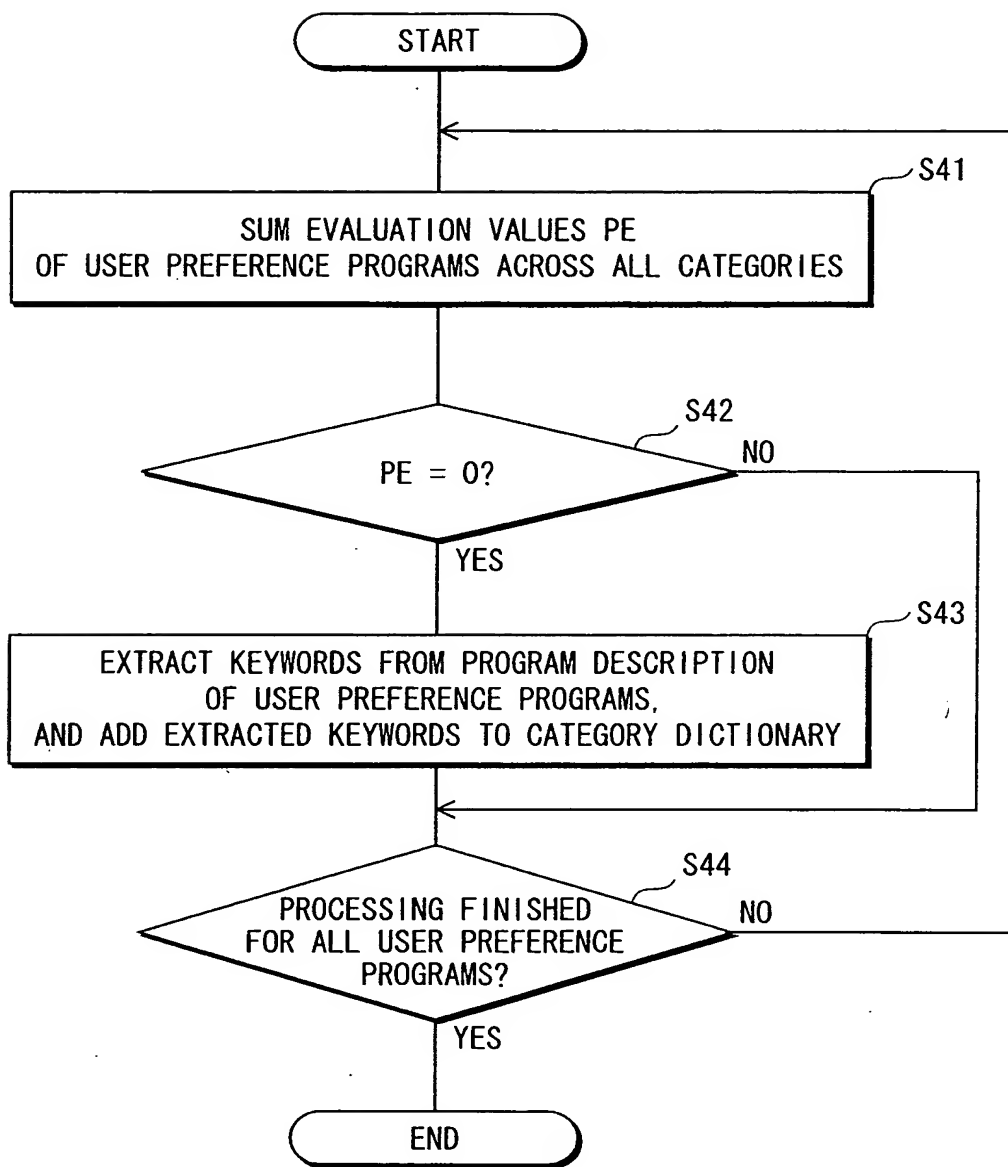 START
S41
SUM EVALUATION VALUES PE
OF USER PREFERENCE PROGRAMS ACROSS ALL CATEGORIES
S42
NO
PE = 0?
YES
S43
EXTRACT KEYWORDS FROM PROGRAM DESCRIPTION
OF USER PREFERENCE PROGRAMS,
AND ADD EXTRACTED KEYWORDS TO CATEGORY DICTIONARY
S44
NO
PROCESSING FINISHED
FOR ALL USER PREFERENCE
PROGRAMS?
YES
END